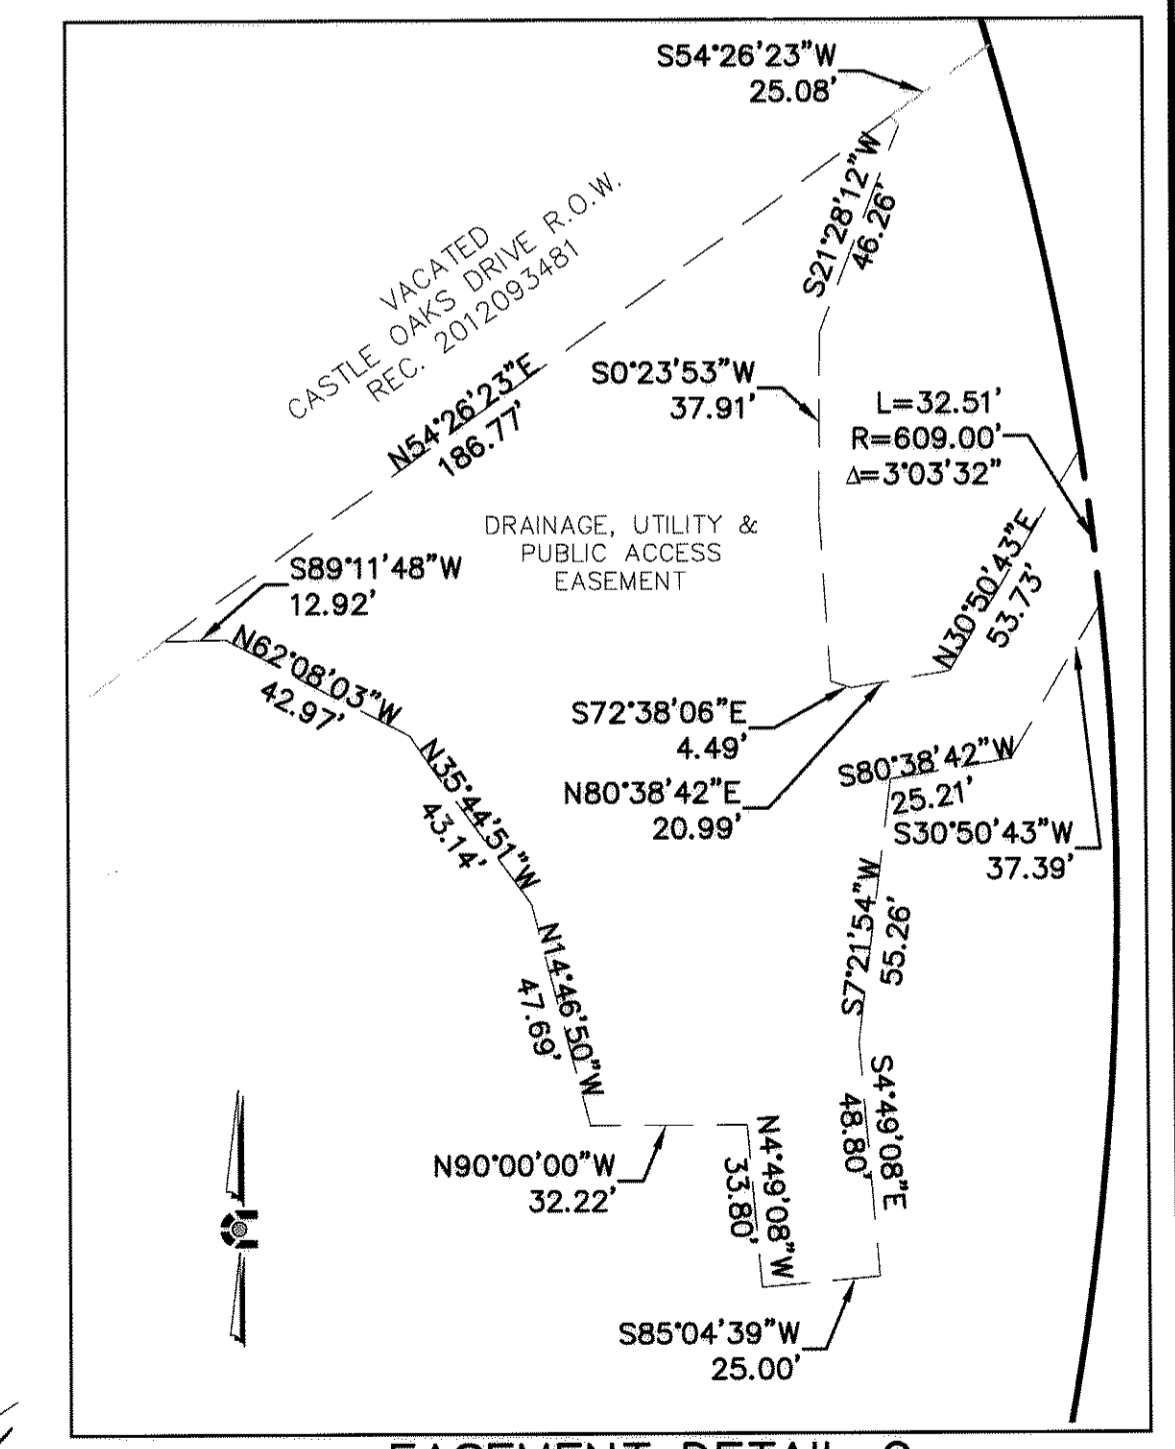 S54°26'23"W
25.08'
S21°28'12"W
46.26'
VACATED
CASTLE OAKS DRIVE R.O.W.
REC. 2012093481
N54°26'23"E
186.77'
S0°23'53"W
37.91'
L=32.51'
R=609.00'
Δ=3°03'32"
DRAINAGE, UTILITY &
PUBLIC ACCESS
EASEMENT
S89°11'48"W
12.92'
N30°50'43"E
53.73'
N62°08'03"W
42.97'
S72°38'06"E
4.49'
N80°38'42"E
20.99'
S80°38'42"W
25.21'
S30°50'43"W
37.39'
N35°44'51"W
43.14'
S7°21'54"W
55.26'
N14°46'50"W
47.69'
S4°49'08"E
48.80'
N90°00'00"W
32.22'
N4°49'08"W
33.80'
S85°04'39"W
25.00'
EASEMENT DETAIL